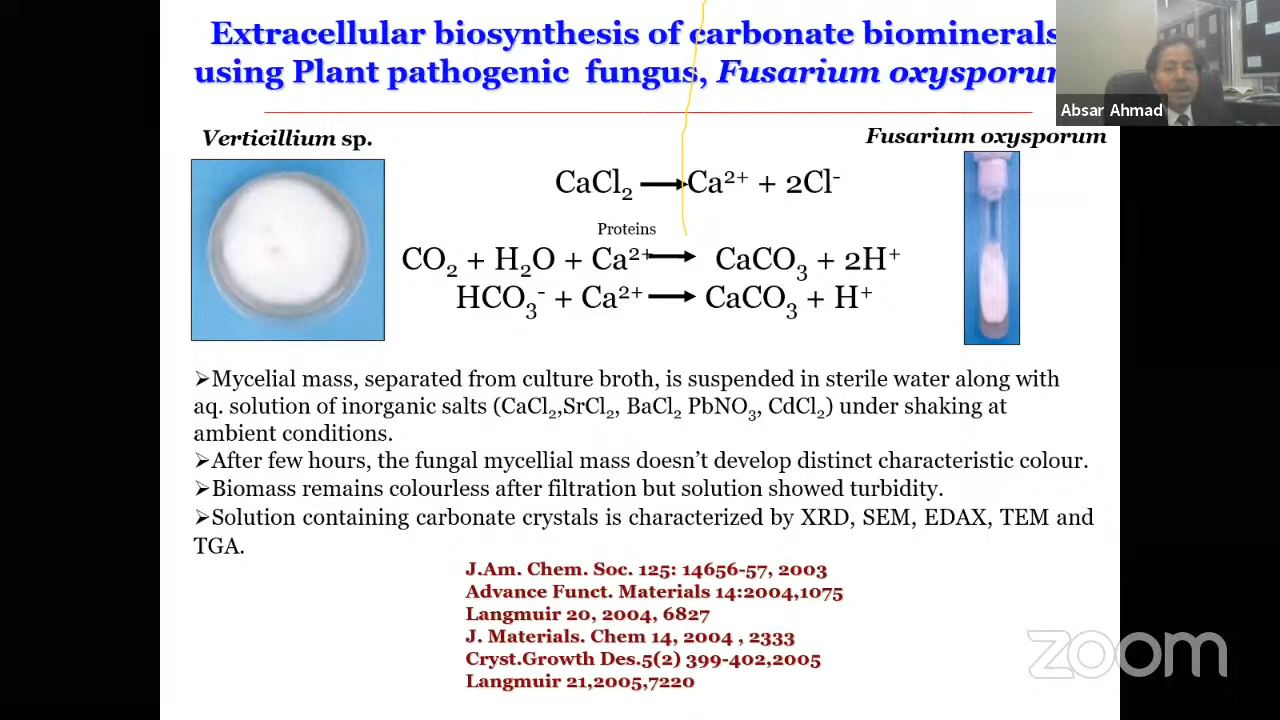 Extracellular biosynthesis of carbonate biominerals
using Plant pathogenic fungus, Fusarium oxysporum
Absar Ahmad
Verticillium sp.
Fusarium oxysporum
CaCl₂ → Ca²⁺ + 2Cl⁻
Proteins
CO₂ + H₂O + Ca²⁺ → CaCO₃ + 2H⁺
HCO₃⁻ + Ca²⁺ → CaCO₃ + H⁺
➢Mycelial mass, separated from culture broth, is suspended in sterile water along with
aq. solution of inorganic salts (CaCl₂,SrCl₂, BaCl₂ PbNO₃, CdCl₂) under shaking at
ambient conditions.
➢After few hours, the fungal mycellial mass doesn't develop distinct characteristic colour.
➢Biomass remains colourless after filtration but solution showed turbidity.
➢Solution containing carbonate crystals is characterized by XRD, SEM, EDAX, TEM and
TGA.
J.Am. Chem. Soc. 125: 14656-57, 2003
Advance Funct. Materials 14:2004,1075
Langmuir 20, 2004, 6827
J. Materials. Chem 14, 2004 , 2333
Cryst.Growth Des.5(2) 399-402,2005
Langmuir 21,2005,7220
zoom